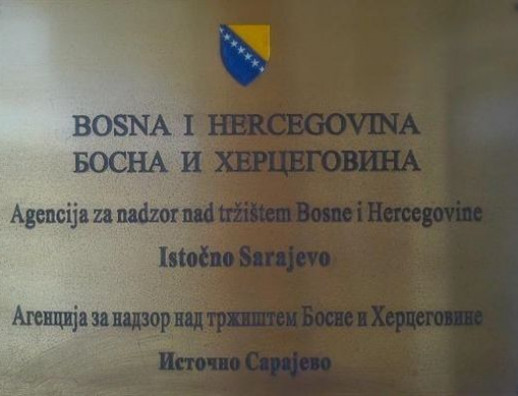 BOSNA I HERCEGOVINA
БОСНА И ХЕРЦЕГОВИНА
Agencija za nadzor nad tržištem Bosne i Hercegovine
Istočno Sarajevo
Агенција за надзор над тржиштем Босне и Херцеговине
Источно Сарајево